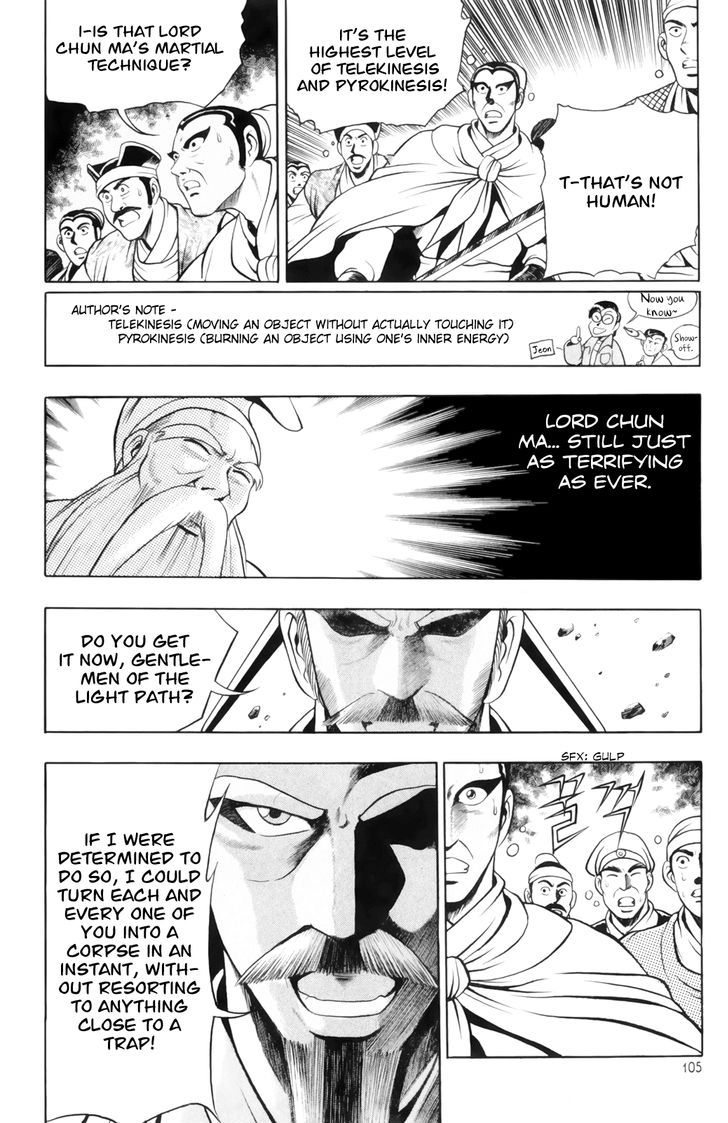 I-IS THAT LORD
CHUN MA'S MARTIAL
TECHNIQUE?
IT'S THE
HIGHEST LEVEL
OF TELEKINESIS
AND PYROKINESIS!
T-THAT'S NOT
HUMAN!
AUTHOR'S NOTE -
TELEKINESIS (MOVING AN OBJECT WITHOUT ACTUALLY TOUCHING IT)
PYROKINESIS (BURNING AN OBJECT USING ONE'S INNER ENERGY)
Jeon
Now you
know~
Show-
off.
LORD CHUN
MA... STILL JUST
AS TERRIFYING
AS EVER.
DO YOU GET
IT NOW, GENTLE-
MEN OF THE
LIGHT PATH?
IF I WERE
DETERMINED TO
DO SO, I COULD
TURN EACH AND
EVERY ONE OF
YOU INTO A
CORPSE IN AN
INSTANT, WITH-
OUT RESORTING
TO ANYTHING
CLOSE TO A
TRAP!
SFX: GULP
105